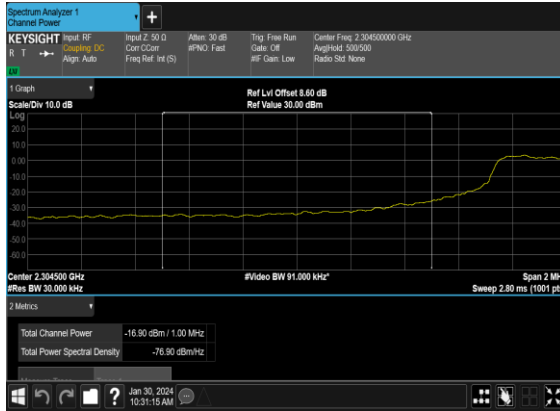 Spectrum Analyzer 1
Channel Power
KEYSIGHT Input: RF Input Z: 50 Ω Atten: 30 dB Trig: Free Run Center Freq: 2.304500000 GHz
R T Coupling: DC Corr CCorr #PNO: Fast Gate: Off Avg|Hold: 500/500
Align: Auto Freq Ref: Int (S) #IF Gain: Low Radio Std: None
LU
1 Graph
Ref Lvl Offset 8.60 dB
Scale/Div 10.0 dB Ref Value 30.00 dBm
Log
20.0
10.0
0.00
-10.0
-20.0
-30.0
-40.0
-50.0
-60.0
Center 2.304500 GHz #Video BW 91.000 kHz* Span 2 MH
#Res BW 30.000 kHz Sweep 2.80 ms (1001 pt
2 Metrics
Total Channel Power -16.90 dBm / 1.00 MHz
Total Power Spectral Density -76.90 dBm/Hz
Jan 30, 2024
10:31:15 AM